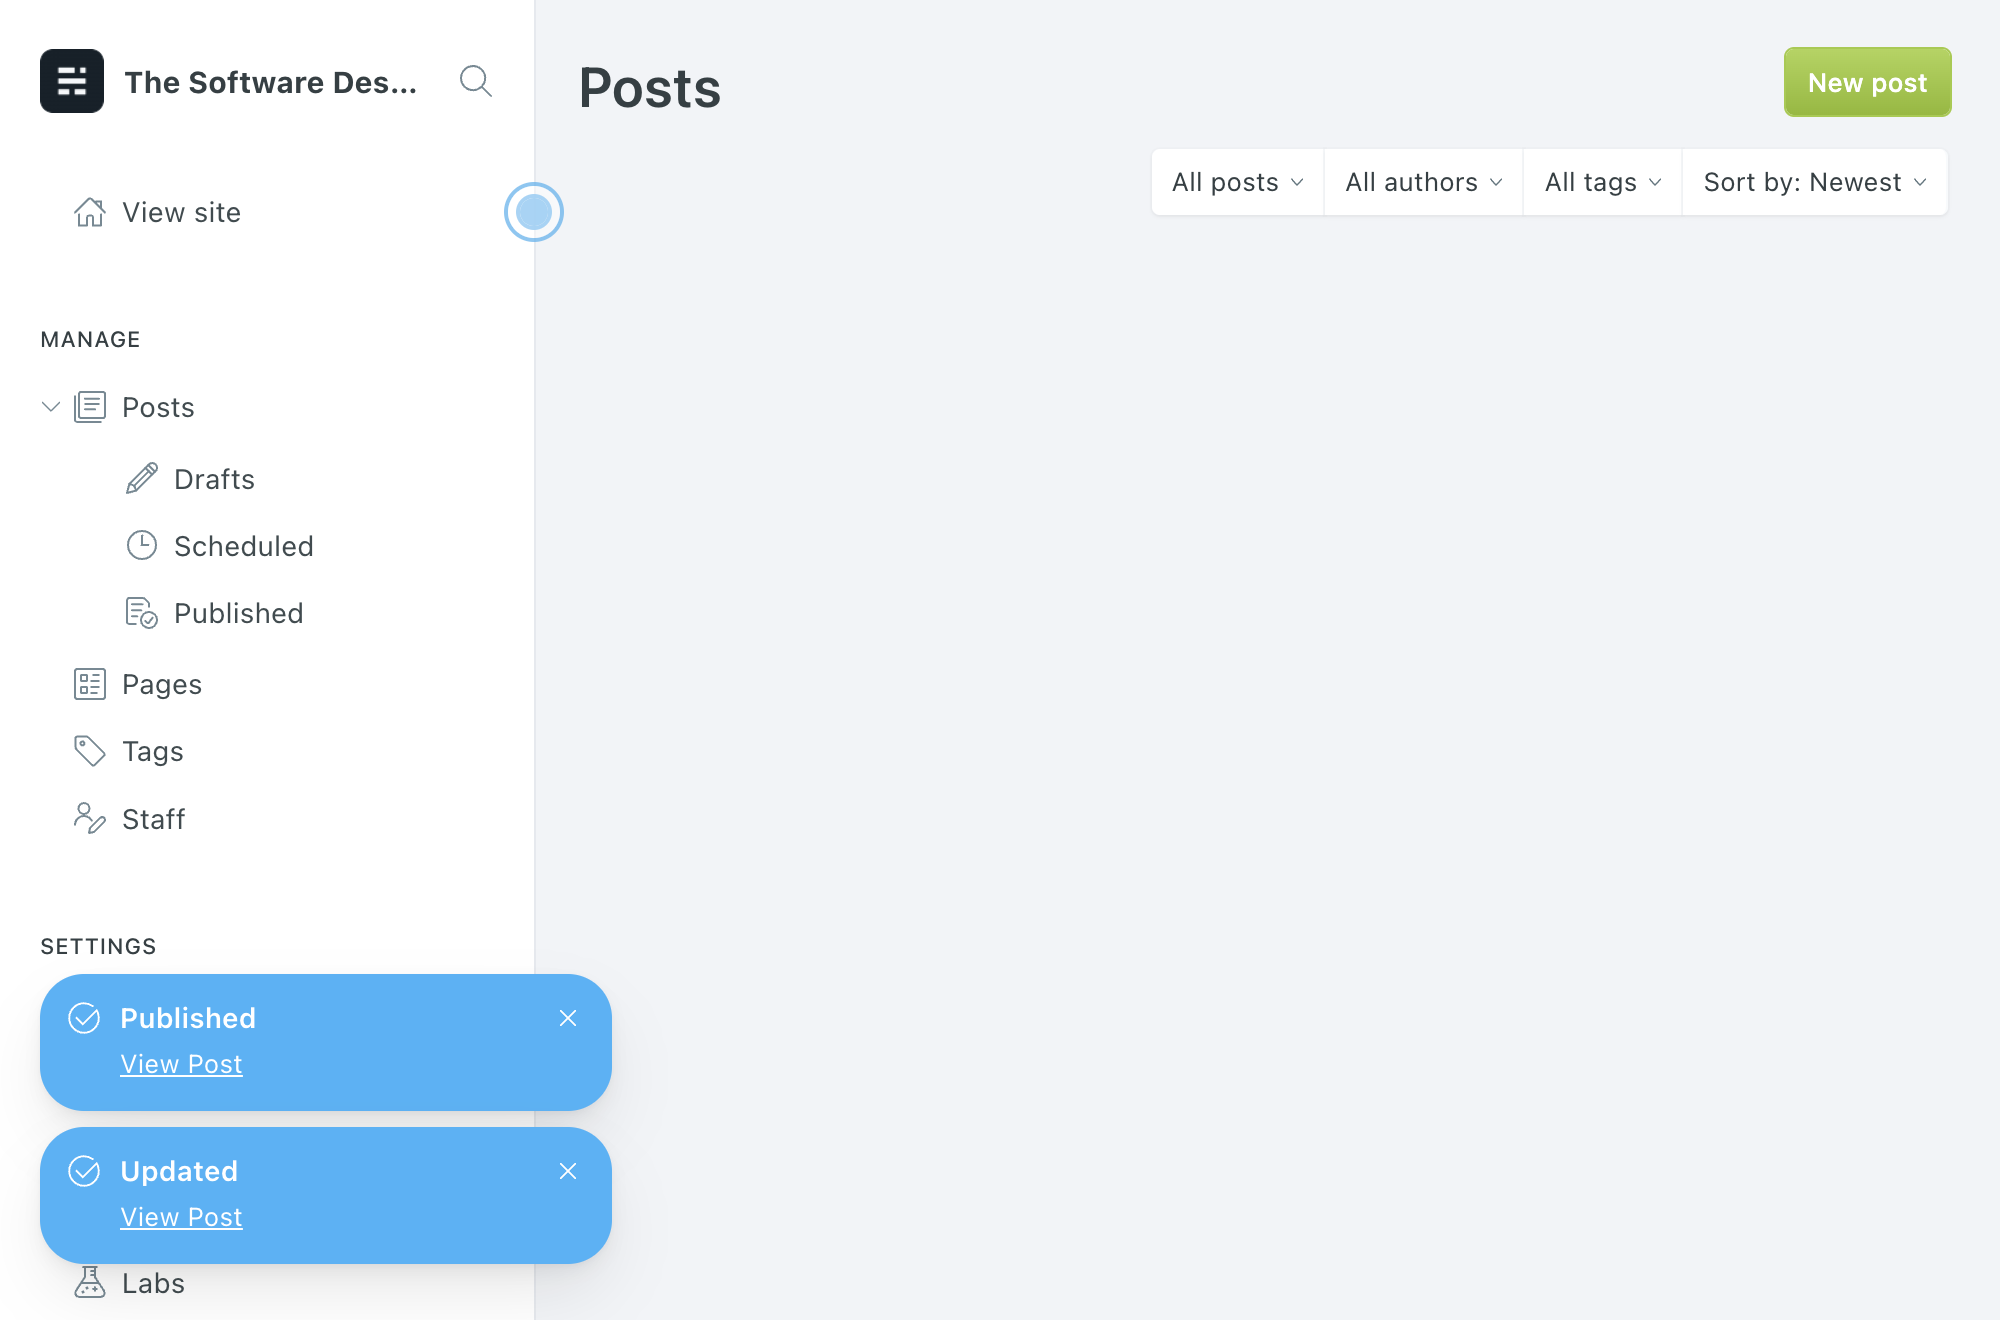 The Software Des...
View site
MANAGE
Posts
Drafts
Scheduled
Published
Pages
Tags
Staff
SETTINGS
Published
View Post
Updated
View Post
Labs
Posts
New post
All posts
All authors
All tags
Sort by: Newest